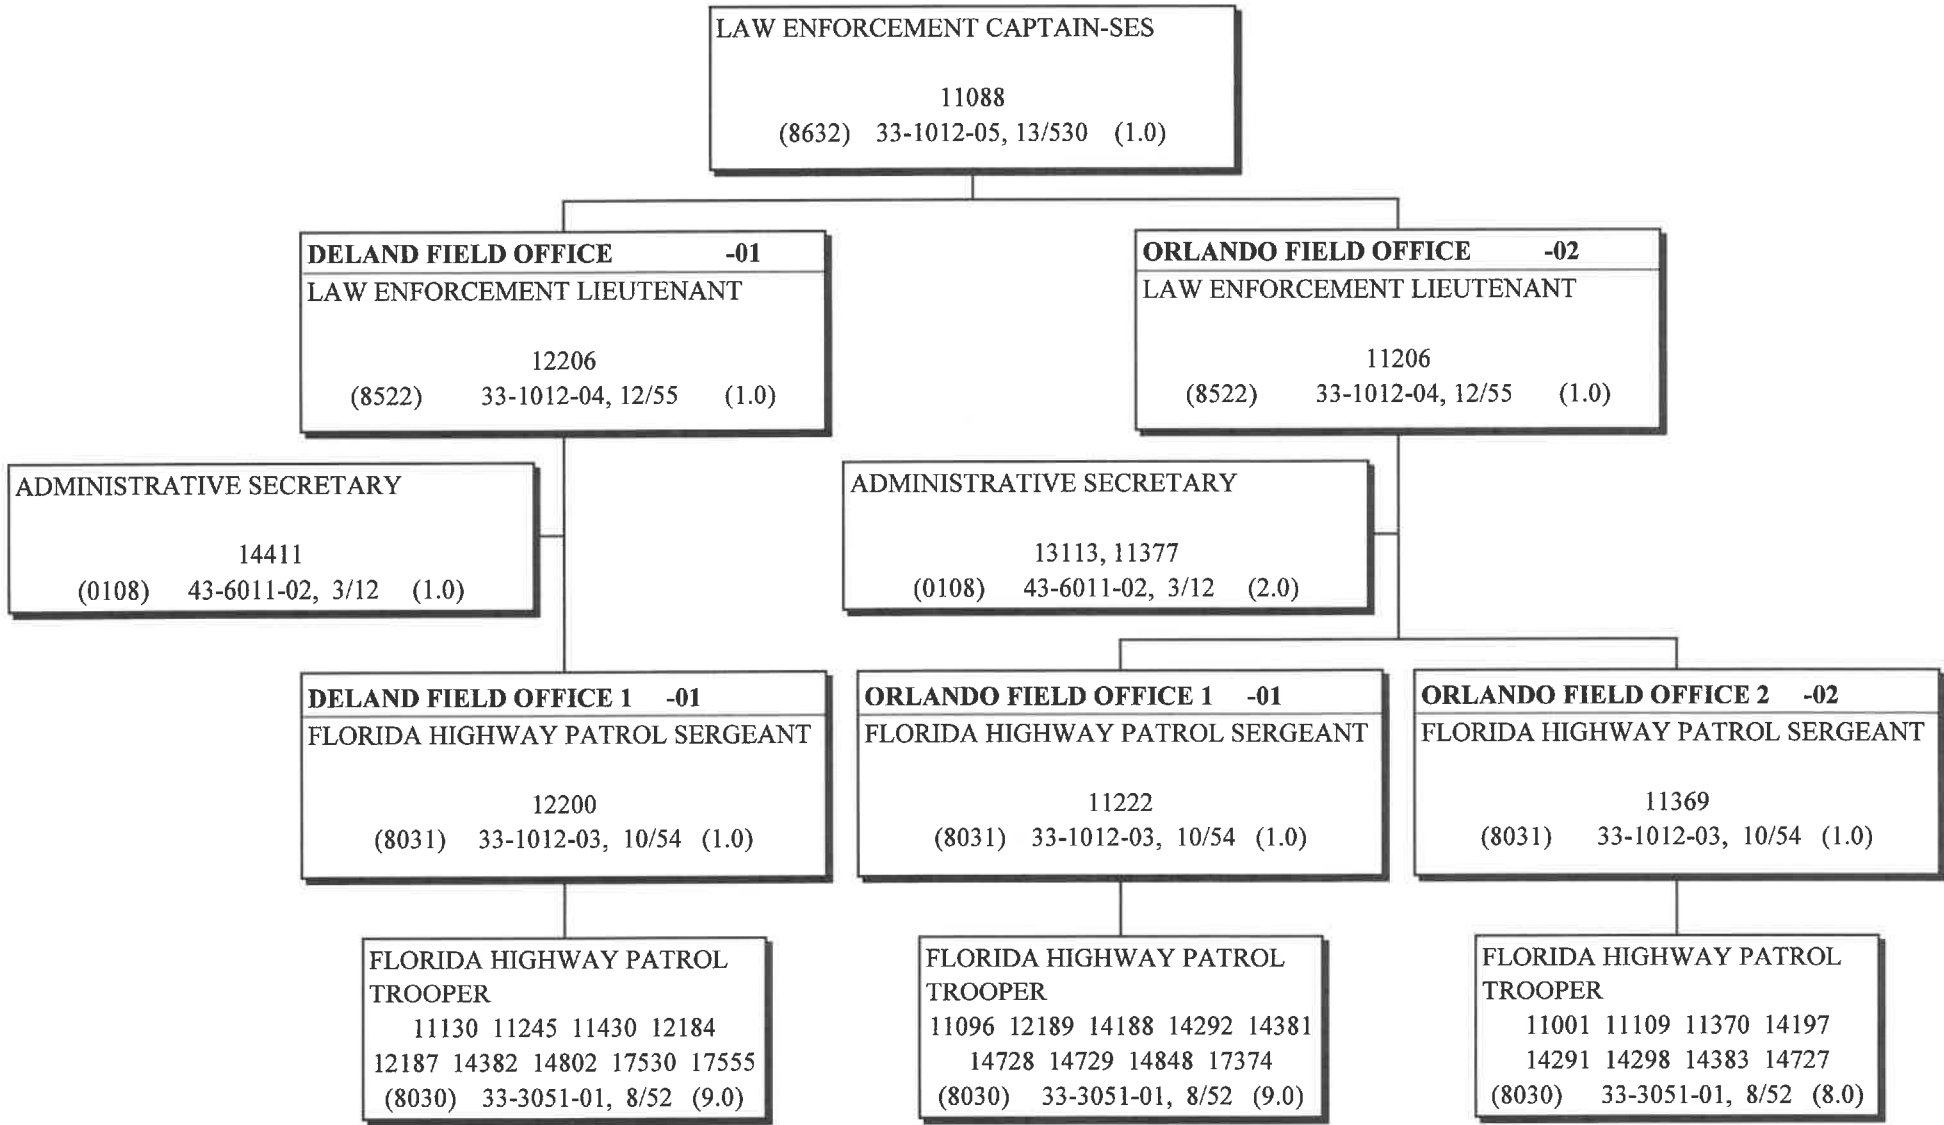 LAW ENFORCEMENT CAPTAIN-SES
11088
(8632) 33-1012-05, 13/530 (1.0)
DELAND FIELD OFFICE -01
LAW ENFORCEMENT LIEUTENANT
12206
(8522) 33-1012-04, 12/55 (1.0)
ORLANDO FIELD OFFICE -02
LAW ENFORCEMENT LIEUTENANT
11206
(8522) 33-1012-04, 12/55 (1.0)
ADMINISTRATIVE SECRETARY
14411
(0108) 43-6011-02, 3/12 (1.0)
ADMINISTRATIVE SECRETARY
13113, 11377
(0108) 43-6011-02, 3/12 (2.0)
DELAND FIELD OFFICE 1 -01
FLORIDA HIGHWAY PATROL SERGEANT
12200
(8031) 33-1012-03, 10/54 (1.0)
ORLANDO FIELD OFFICE 1 -01
FLORIDA HIGHWAY PATROL SERGEANT
11222
(8031) 33-1012-03, 10/54 (1.0)
ORLANDO FIELD OFFICE 2 -02
FLORIDA HIGHWAY PATROL SERGEANT
11369
(8031) 33-1012-03, 10/54 (1.0)
FLORIDA HIGHWAY PATROL
TROOPER
11130 11245 11430 12184
12187 14382 14802 17530 17555
(8030) 33-3051-01, 8/52 (9.0)
FLORIDA HIGHWAY PATROL
TROOPER
11096 12189 14188 14292 14381
14728 14729 14848 17374
(8030) 33-3051-01, 8/52 (9.0)
FLORIDA HIGHWAY PATROL
TROOPER
11001 11109 11370 14197
14291 14298 14383 14727
(8030) 33-3051-01, 8/52 (8.0)